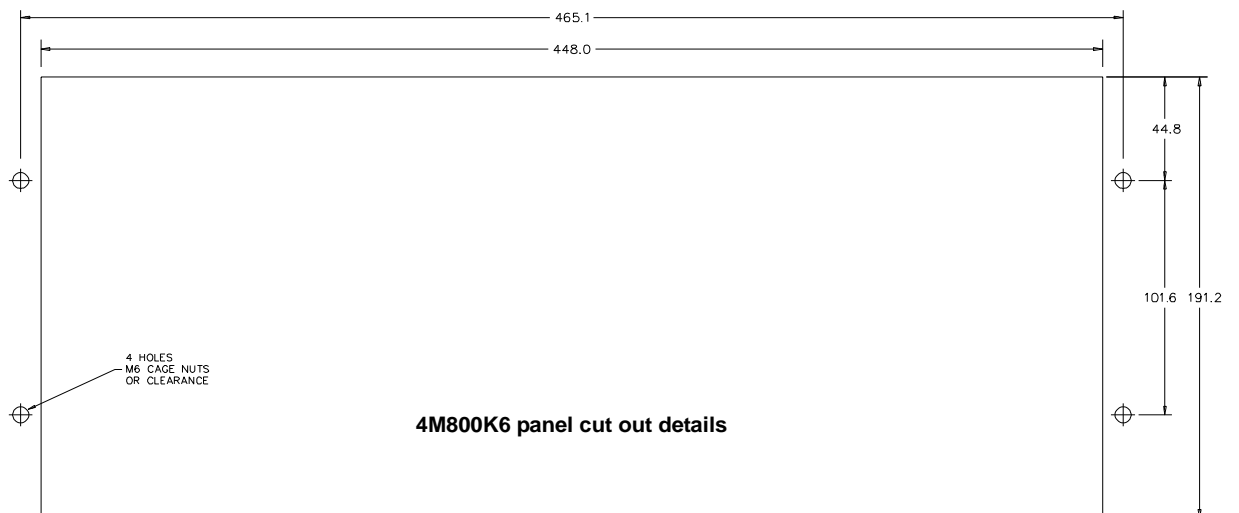 465.1
448.0
44.8
101.6 191.2
4 HOLES
M6 CAGE NUTS
OR CLEARANCE
4M800K6 panel cut out details